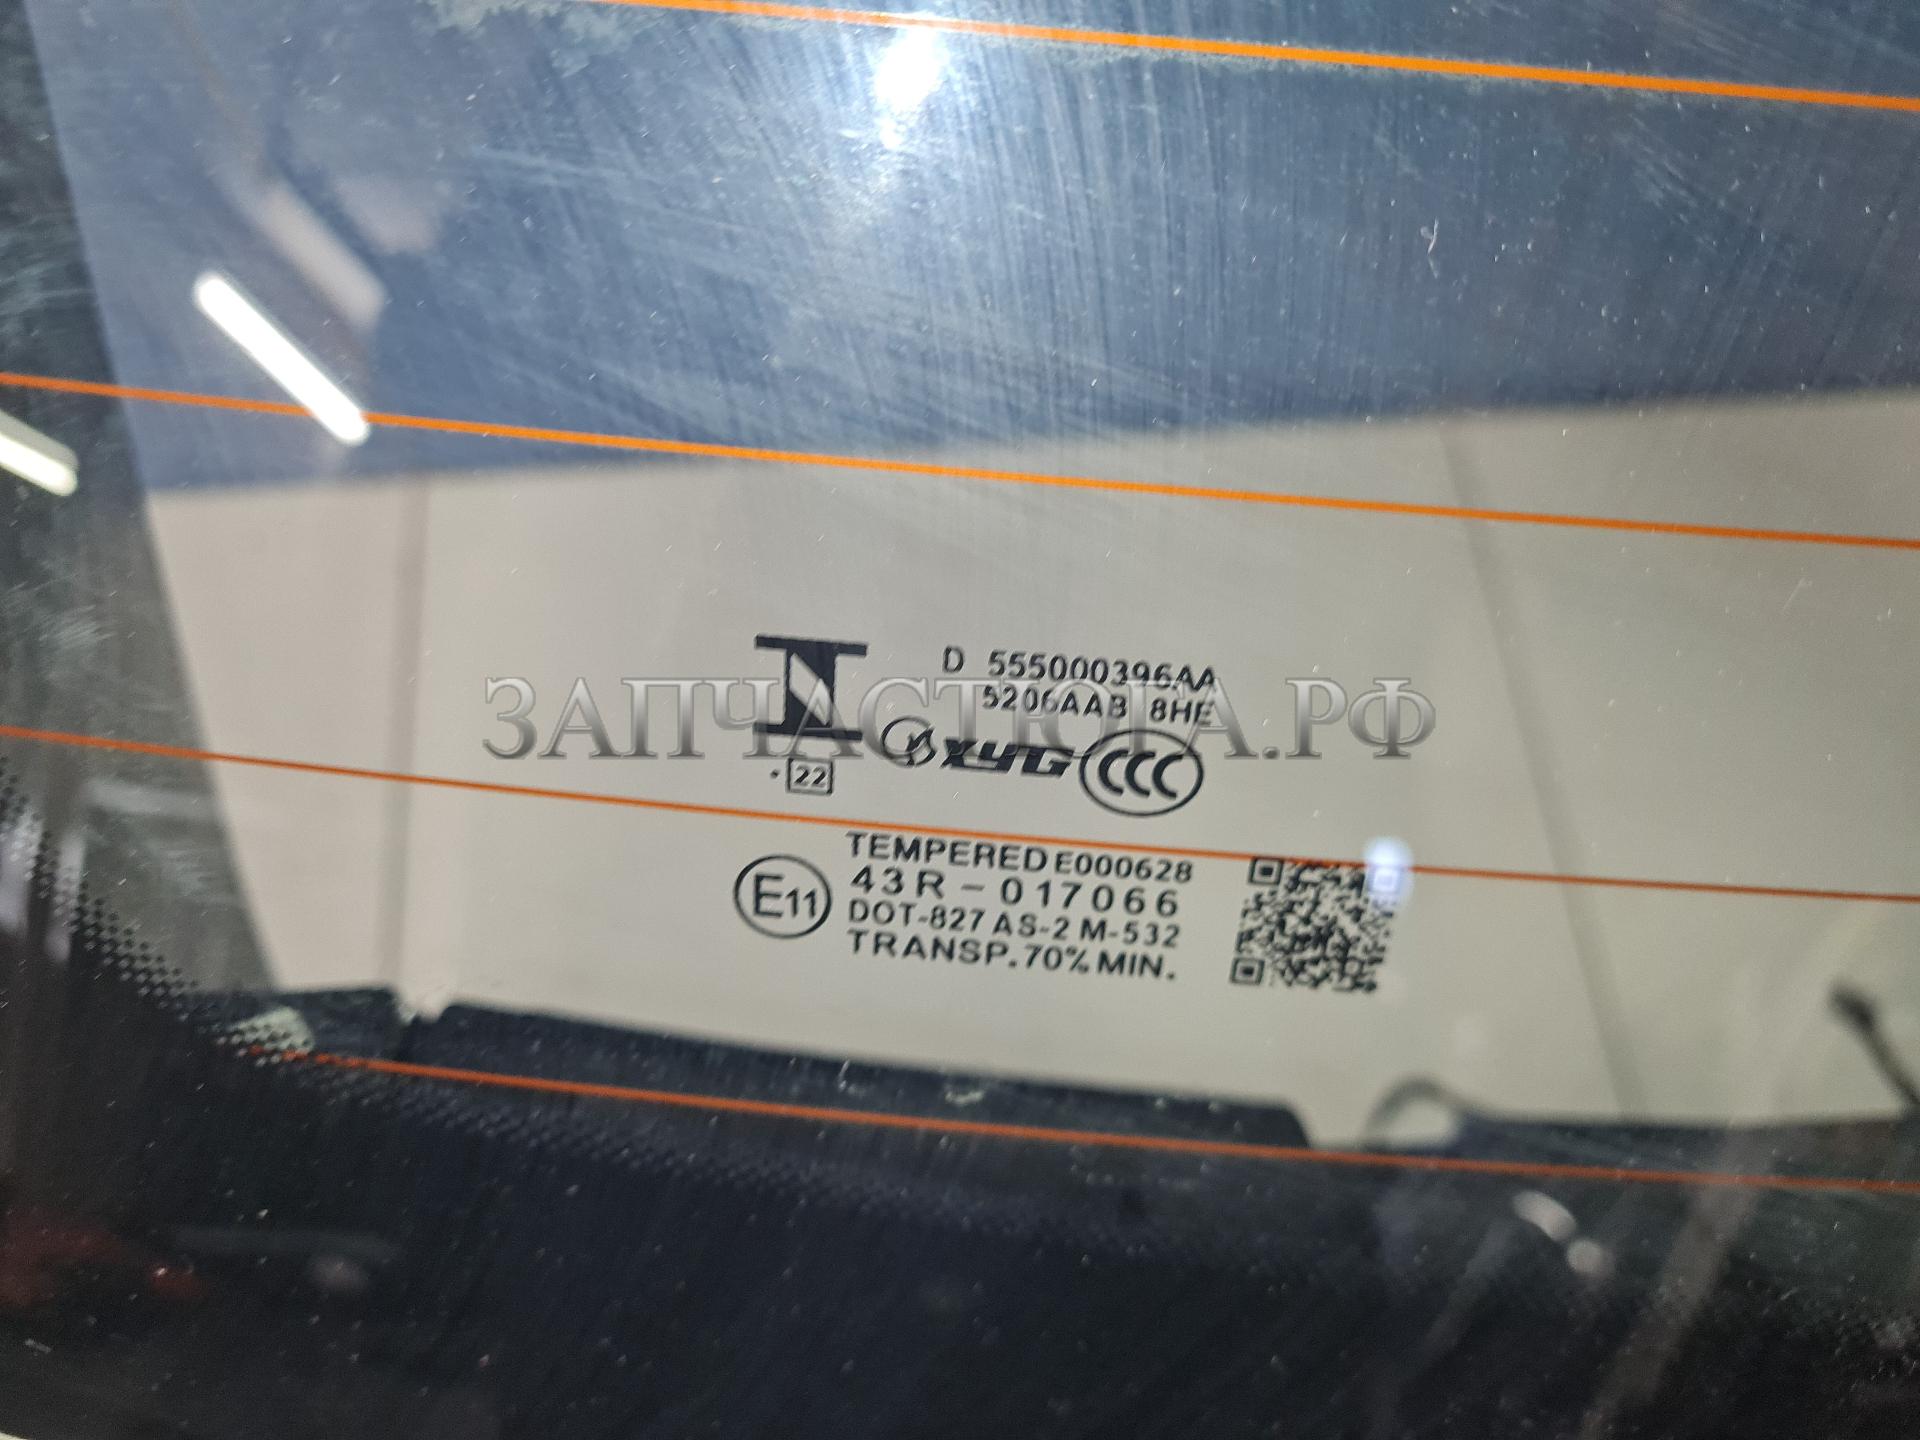 D 555000396AA
5206AAB 8HE
XYG CCC
22
TEMPERED E000628
E11 43R-017066
DOT-827 AS-2 M-532
TRANSP.70% MIN.
ЗАПЧАСТЮГА.РФ